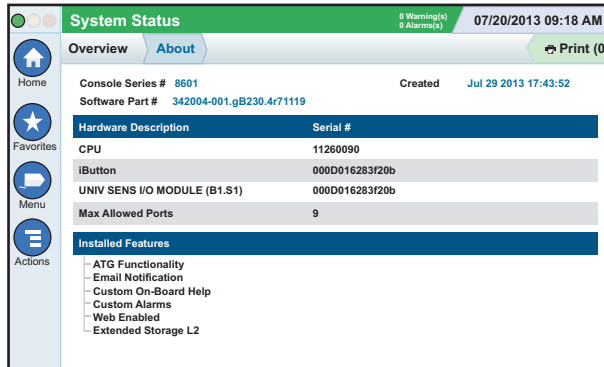 System Status
0 Warning(s)
0 Alarms(s)
07/20/2013 09:18 AM
Overview
About
Print (0
Home
Favorites
Menu
Actions
Console Series # 8601
Created Jul 29 2013 17:43:52
Software Part # 342004-001.gB230.4r71119
Hardware Description Serial #
CPU 11260090
iButton 000D016283f20b
UNIV SENS I/O MODULE (B1.S1) 000D016283f20b
Max Allowed Ports 9
Installed Features
ATG Functionality
Email Notification
Custom On-Board Help
Custom Alarms
Web Enabled
Extended Storage L2